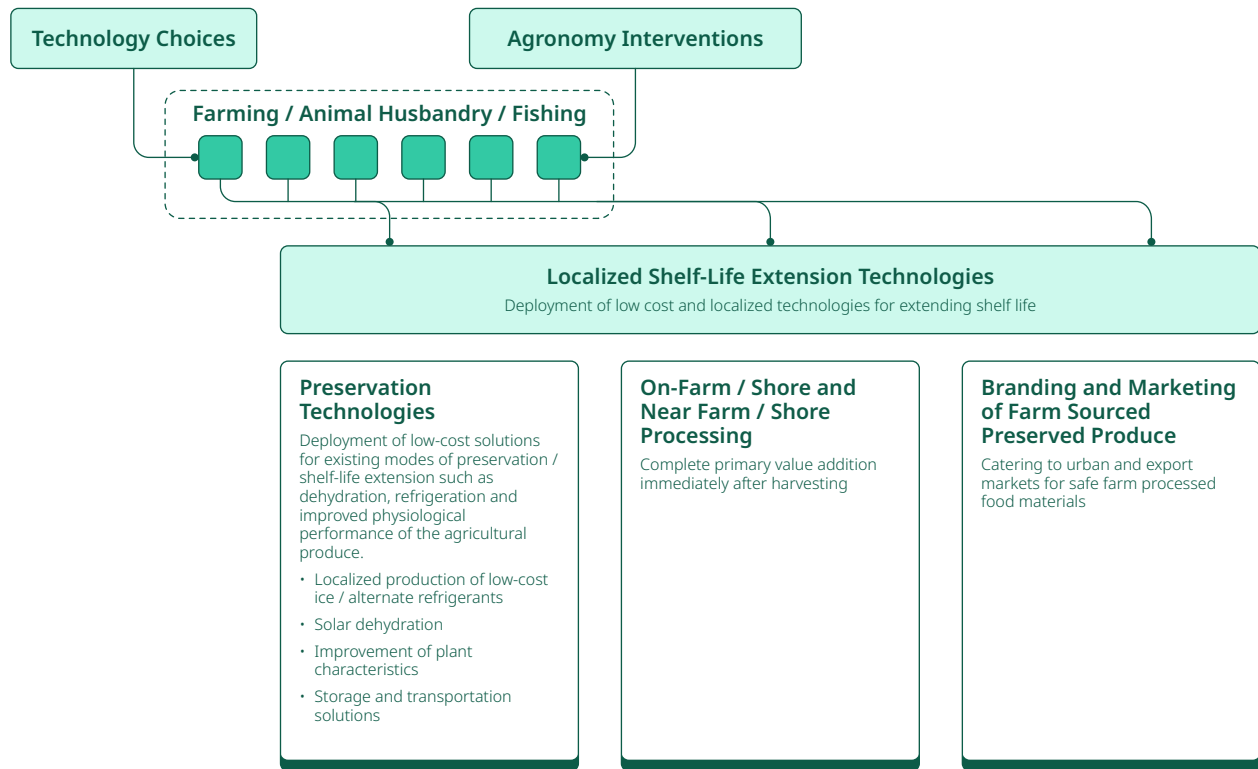 Technology Choices
Agronomy Interventions
Farming / Animal Husbandry / Fishing
Localized Shelf-Life Extension Technologies
Deployment of low cost and localized technologies for extending shelf life
Preservation
Technologies
Deployment of low-cost solutions
for existing modes of preservation /
shelf-life extension such as
dehydration, refrigeration and
improved physiological
performance of the agricultural
produce.
• Localized production of low-cost
ice / alternate refrigerants
• Solar dehydration
• Improvement of plant
characteristics
• Storage and transportation
solutions
On-Farm / Shore and
Near Farm / Shore
Processing
Complete primary value addition
immediately after harvesting
Branding and Marketing
of Farm Sourced
Preserved Produce
Catering to urban and export
markets for safe farm processed
food materials